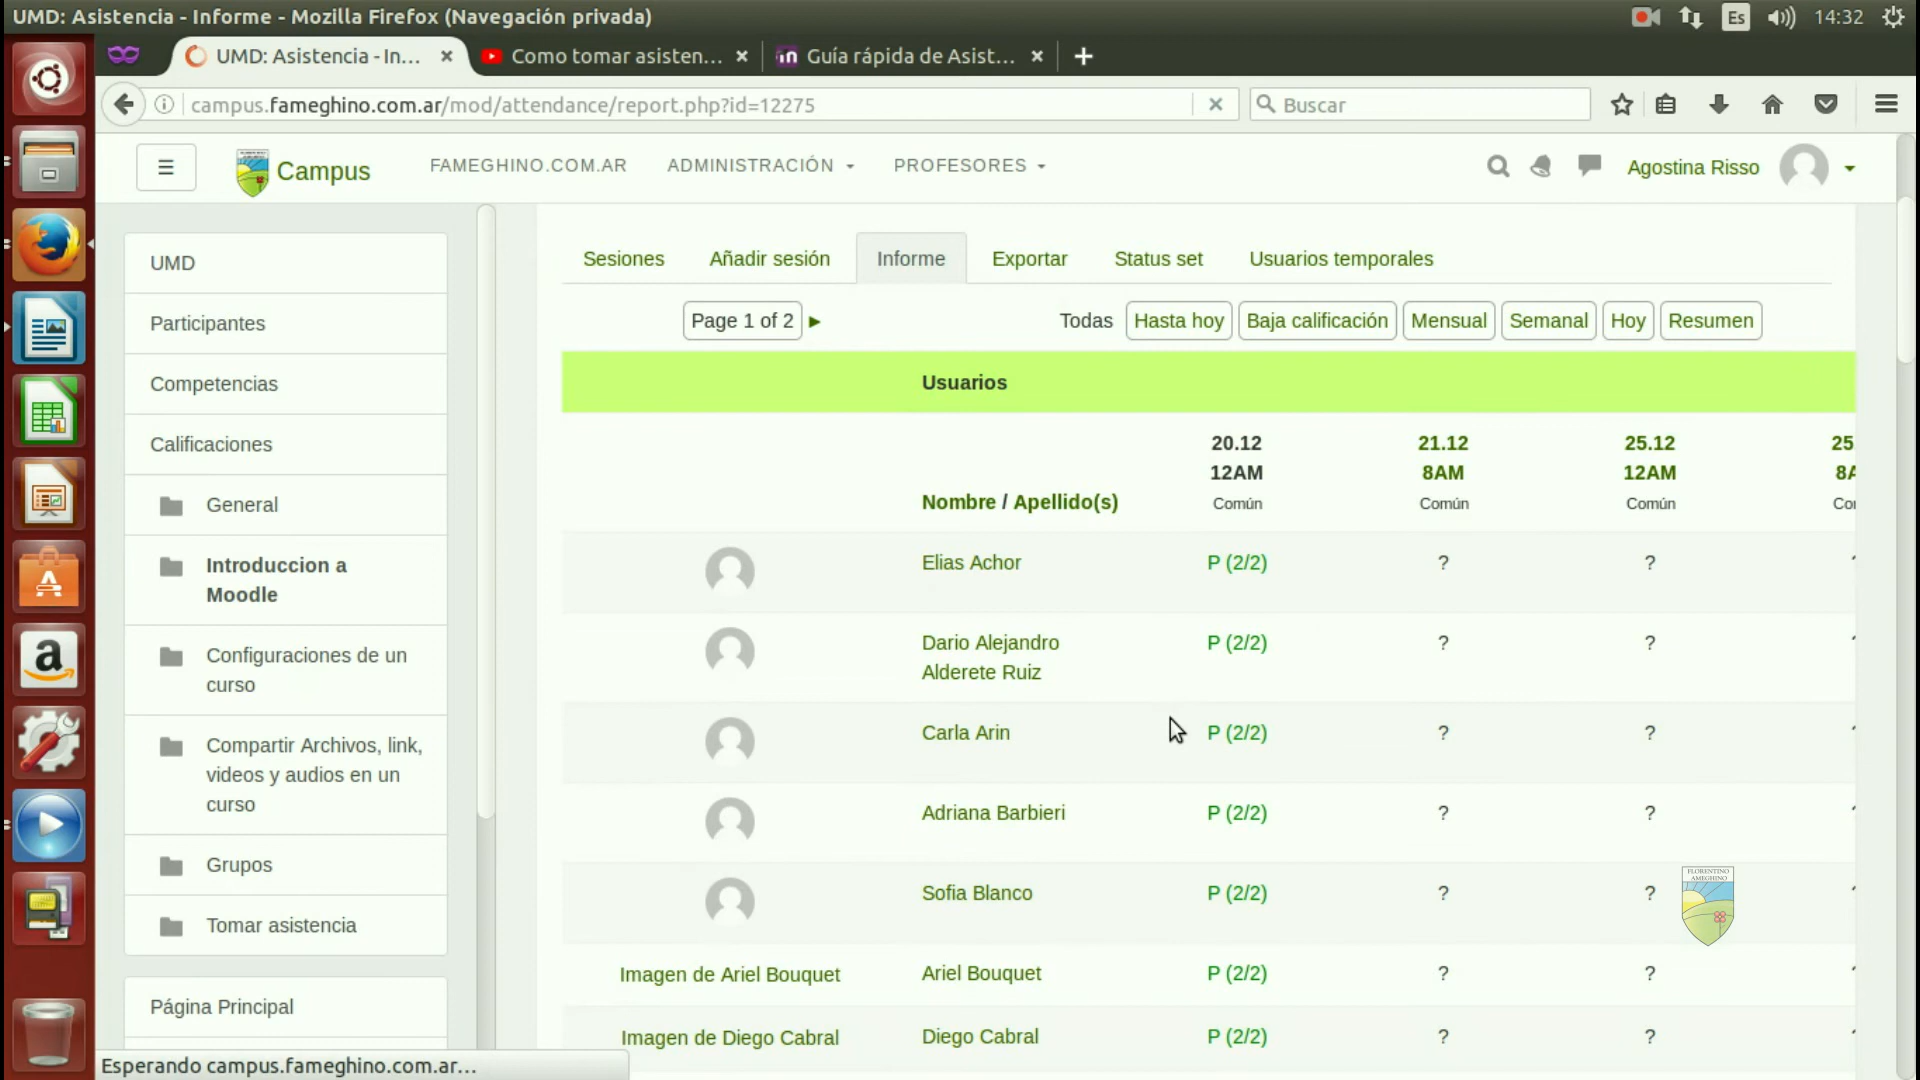 UMD: Asistencia - Informe - Mozilla Firefox (Navegación privada)
Es
14:32
UMD: Asistencia - In...
Como tomar asisten...
Guía rápida de Asist...
campus.fameghino.com.ar/mod/attendance/report.php?id=12275
Buscar
Campus
FAMEGHINO.COM.AR
ADMINISTRACIÓN
PROFESORES
Agostina Risso
UMD
Participantes
Competencias
Calificaciones
General
Introduccion a
Moodle
Configuraciones de un
curso
Compartir Archivos, link,
videos y audios en un
curso
Grupos
Tomar asistencia
Página Principal
Sesiones
Añadir sesión
Informe
Exportar
Status set
Usuarios temporales
Page 1 of 2
Todas
Hasta hoy
Baja calificación
Mensual
Semanal
Hoy
Resumen
Usuarios
Nombre / Apellido(s)
20.12
12AM
Común
21.12
8AM
Común
25.12
12AM
Común
25
8A
Coi
Elias Achor P (2/2) ? ?
Dario Alejandro
Alderete Ruiz P (2/2) ? ?
Carla Arin P (2/2) ? ?
Adriana Barbieri P (2/2) ? ?
Sofia Blanco P (2/2) ? ?
Imagen de Ariel Bouquet Ariel Bouquet P (2/2) ? ?
Imagen de Diego Cabral Diego Cabral P (2/2) ? ?
FLORENTINO
AMEGHINO
Esperando campus.fameghino.com.ar...